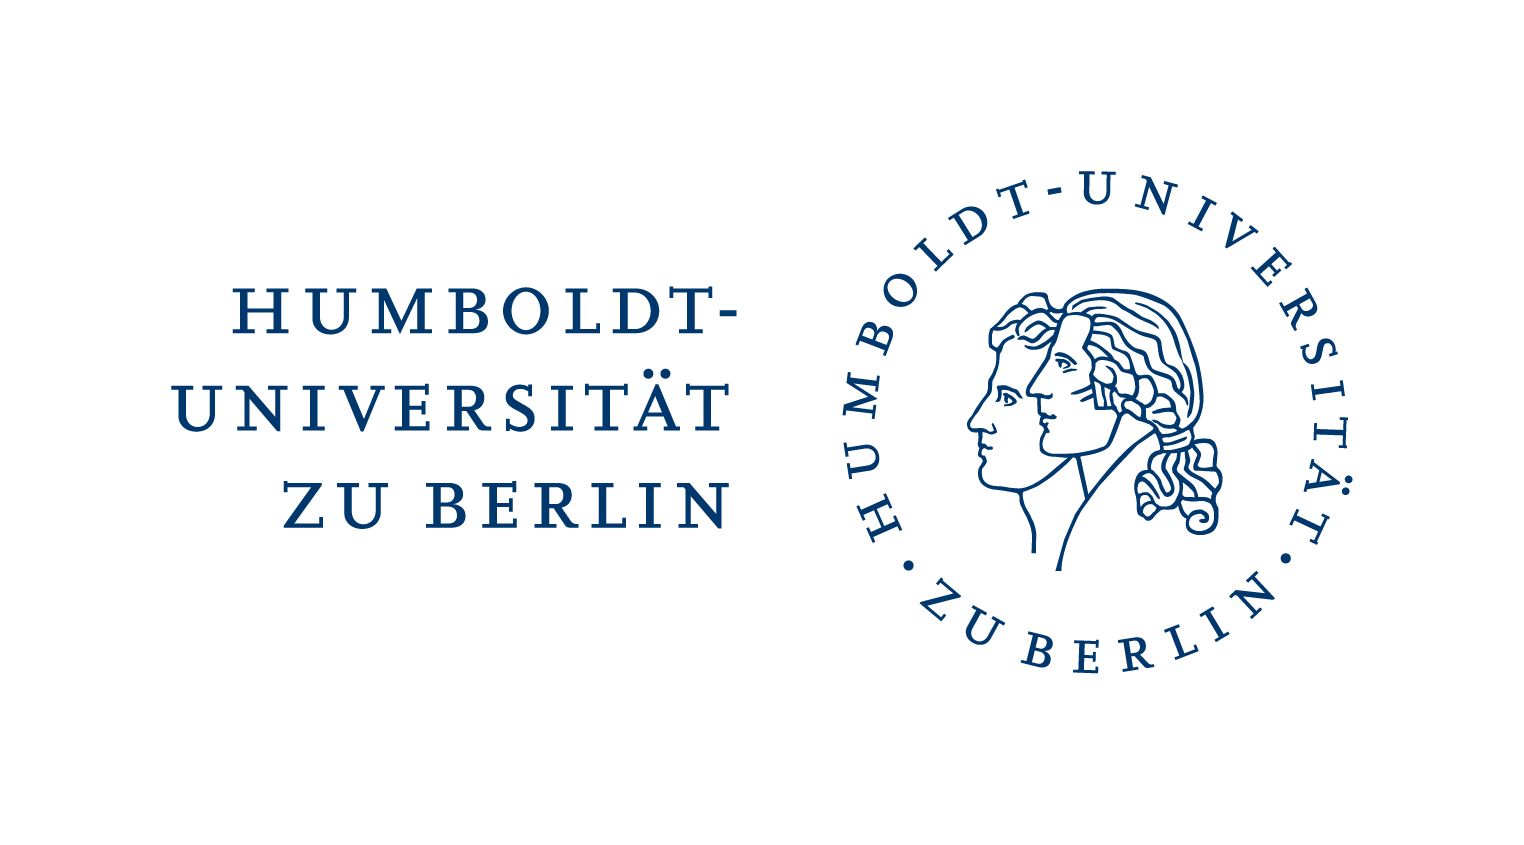 HUMBOLDT-
UNIVERSITÄT
ZU BERLIN
HUMBOLDT-UNIVERSITÄT
· ZU BERLIN ·